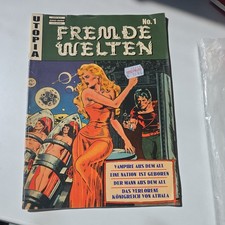 UTOPIA
No. 1
FREMDE
WELTEN
VAMPIRE AUS DEM ALL
EINE NATION IST GEBOREN
DER MANN AUS DEM ALL
DAS VERLORENE
KÖNIGREICH VON ATHALA